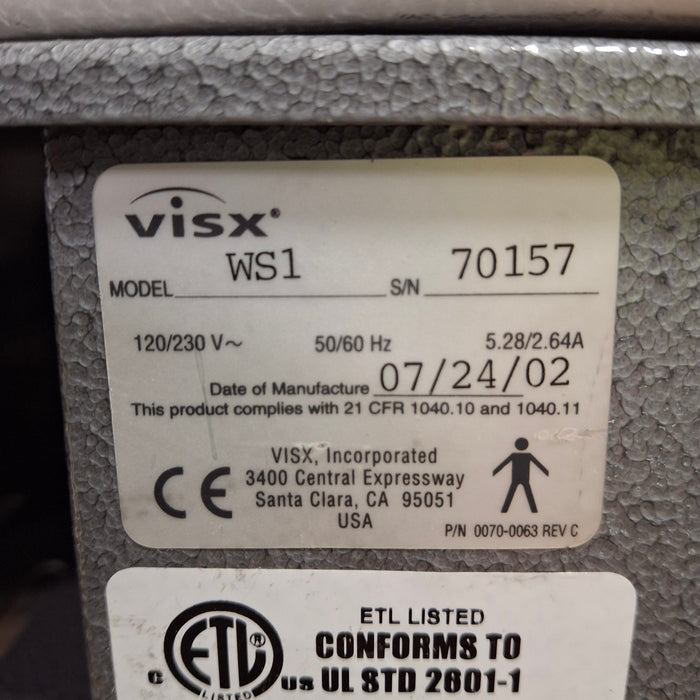 VISX®
MODEL WS1 S/N 70157
120/230 V~ 50/60 Hz 5.28/2.64A
Date of Manufacture 07/24/02
This product complies with 21 CFR 1040.10 and 1040.11
VISX, Incorporated
3400 Central Expressway
Santa Clara, CA 95051
USA
CE
P/N 0070-0063 REV C
ETL LISTED
CONFORMS TO
UL STD 2601-1
c ETL® us
LISTED